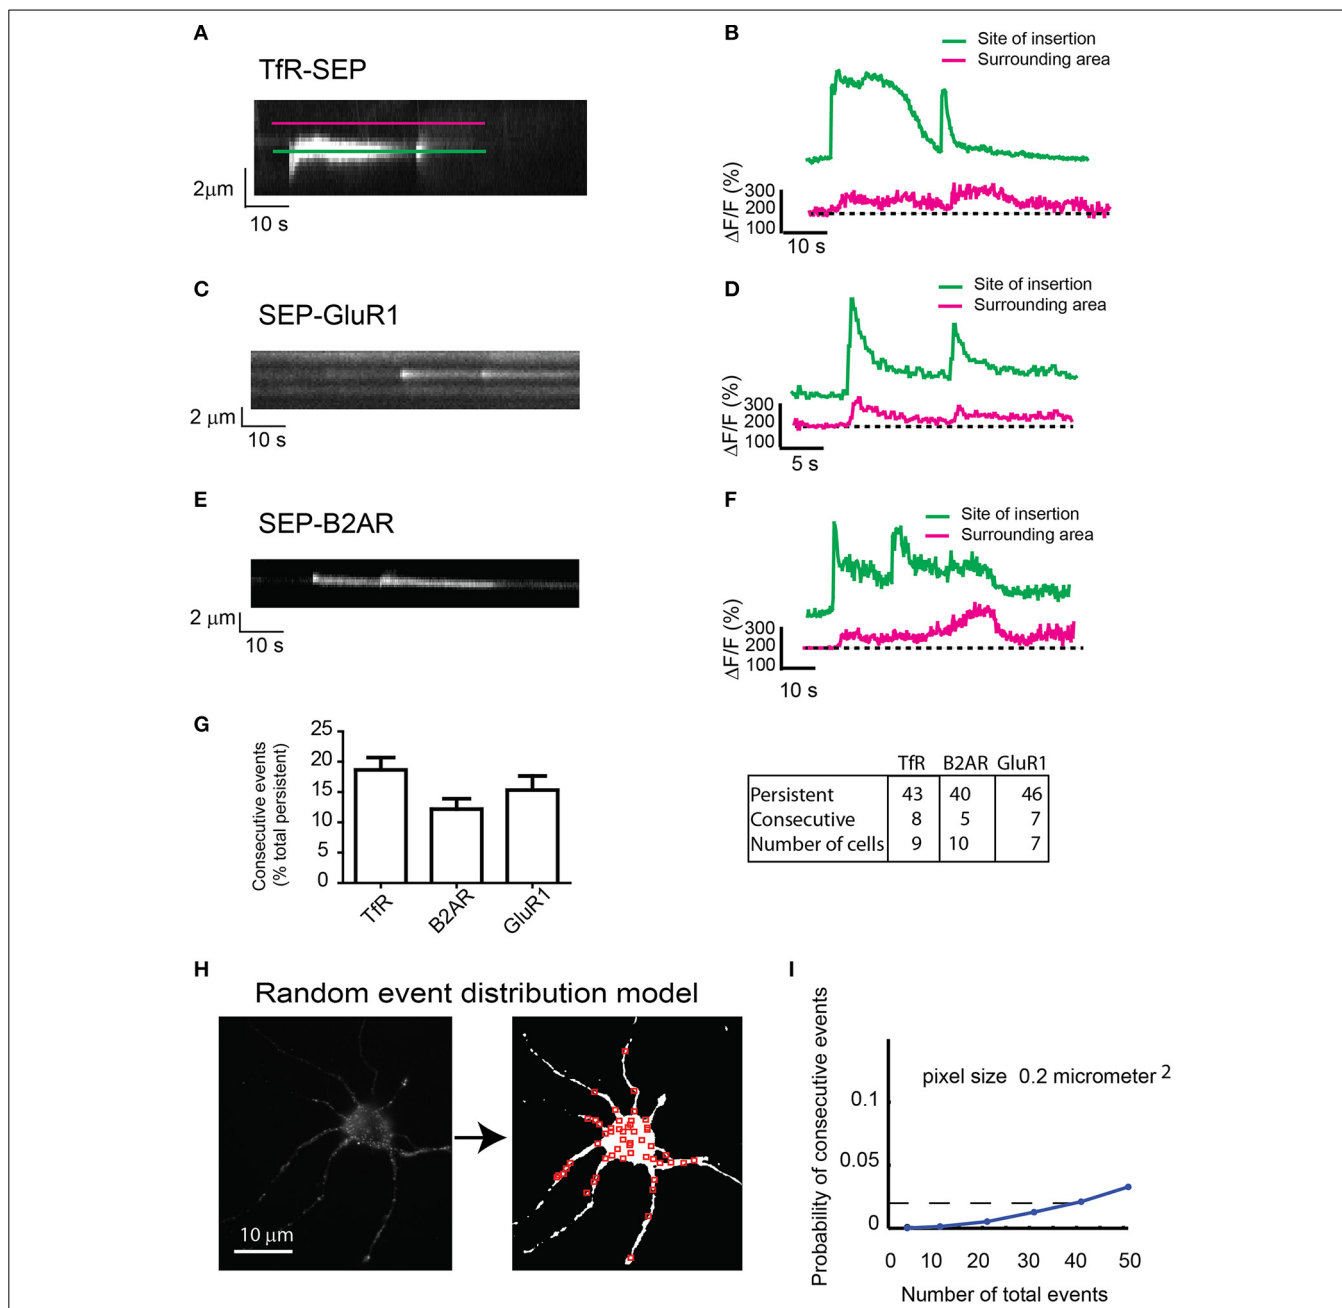 A
TfR-SEP
2μm
10 s
B
Site of insertion
Surrounding area
ΔF/F (%)
300
200
100
10 s
C
SEP-GluR1
2 μm
10 s
D
Site of insertion
Surrounding area
ΔF/F (%)
300
200
100
5 s
E
SEP-B2AR
2 μm
10 s
F
Site of insertion
Surrounding area
ΔF/F (%)
300
200
100
10 s
G
Consecutive events
(% total persistent)
25
20
15
10
5
0
TfR
B2AR
GluR1
TfR B2AR GluR1
Persistent 43 40 46
Consecutive 8 5 7
Number of cells 9 10 7
H
Random event distribution model
10 μm
I
Probability of consecutive events
pixel size 0.2 micrometer 2
0.1
0.05
0
0 10 20 30 40 50
Number of total events